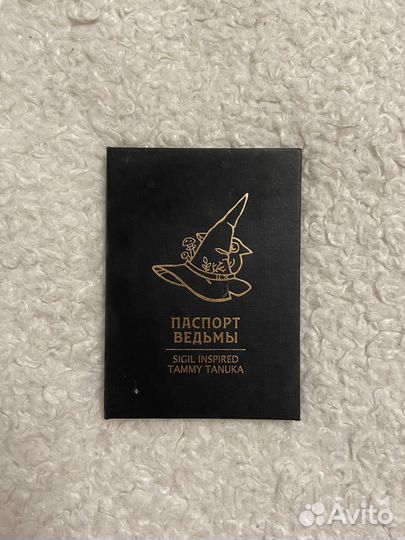 ПАСПОРТ
ВЕДЬМЫ
SIGIL INSPIRED
TAMMY TANUKA
Avito